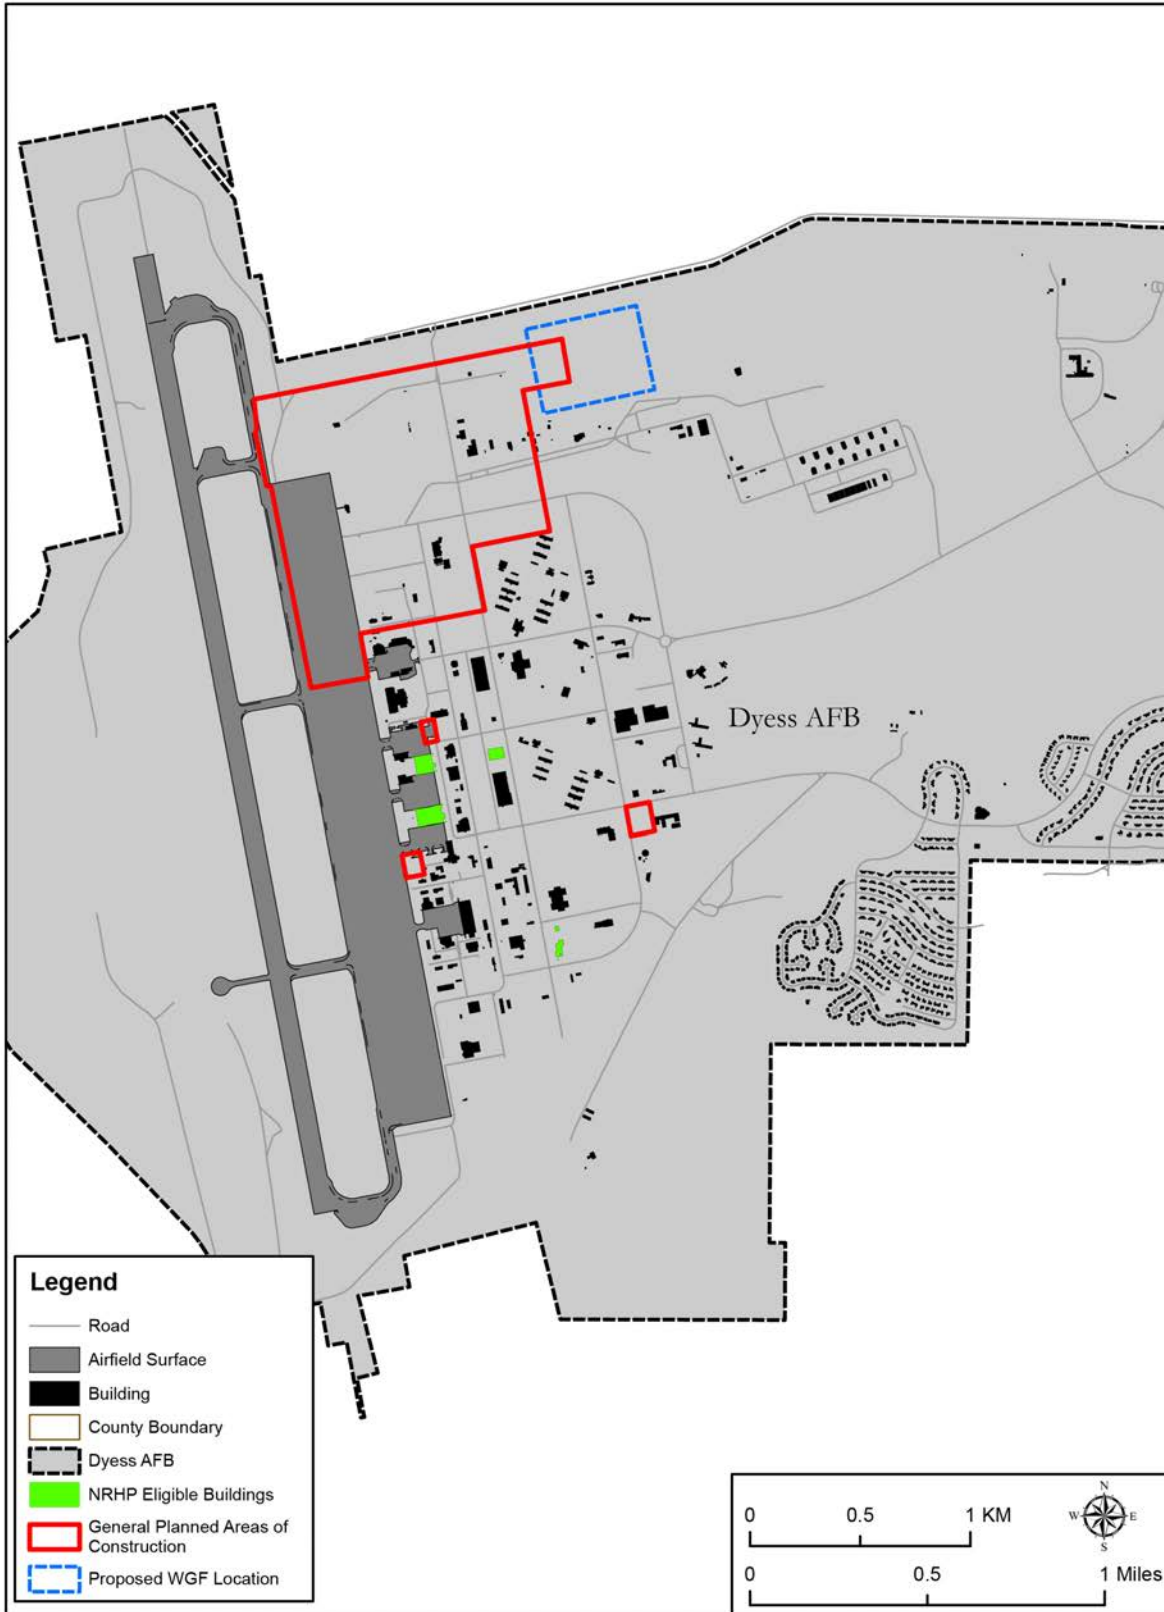 Dyess AFB
Legend
Road
Airfield Surface
Building
County Boundary
Dyess AFB
NRHP Eligible Buildings
General Planned Areas of
Construction
Proposed WGF Location
0 0.5 1 KM
N
W E
S
0 0.5 1 Miles